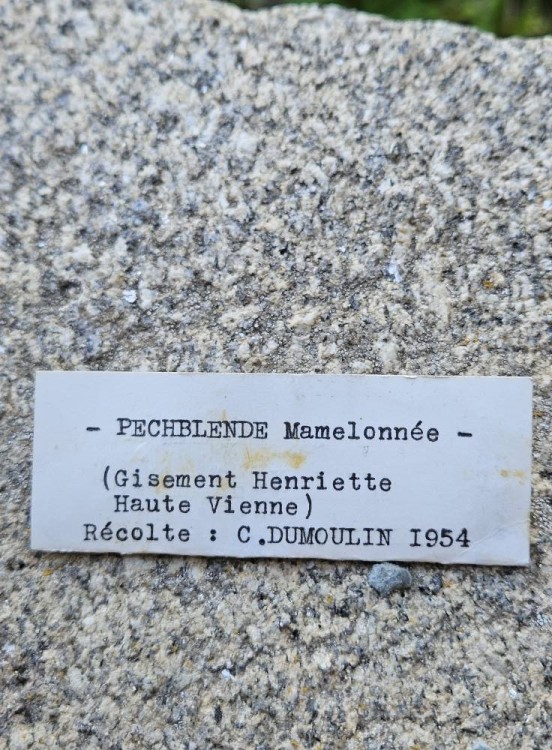 - PECHBLENDE Mamelonnée -
(Gisement Henriette
Haute Vienne)
Récolte : C.DUMOULIN I954